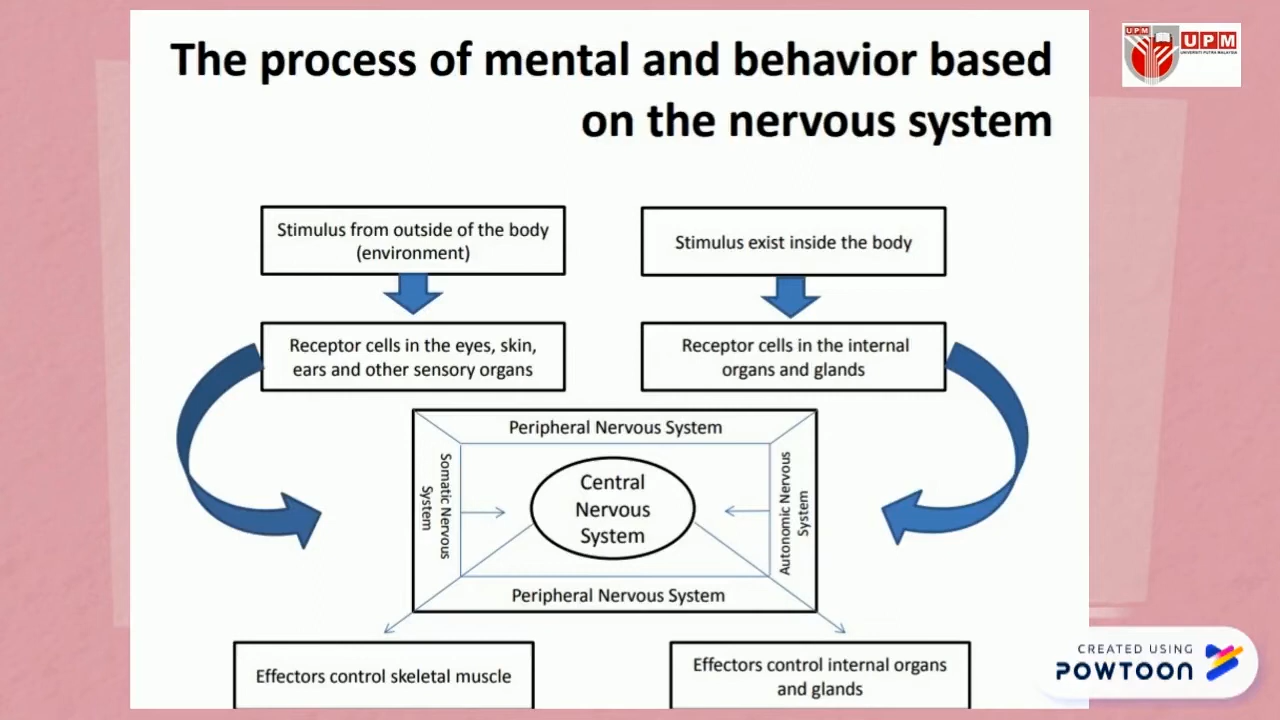 The process of mental and behavior based
on the nervous system
UPM
UPM
UNIVERSITI PUTRA MALAYSIA
Stimulus from outside of the body
(environment)
Stimulus exist inside the body
Receptor cells in the eyes, skin,
ears and other sensory organs
Receptor cells in the internal
organs and glands
Peripheral Nervous System
Somatic Nervous
System
Central
Nervous
System
Autonomic Nervous
System
Peripheral Nervous System
Effectors control skeletal muscle
Effectors control internal organs
and glands
CREATED USING
POWTOON